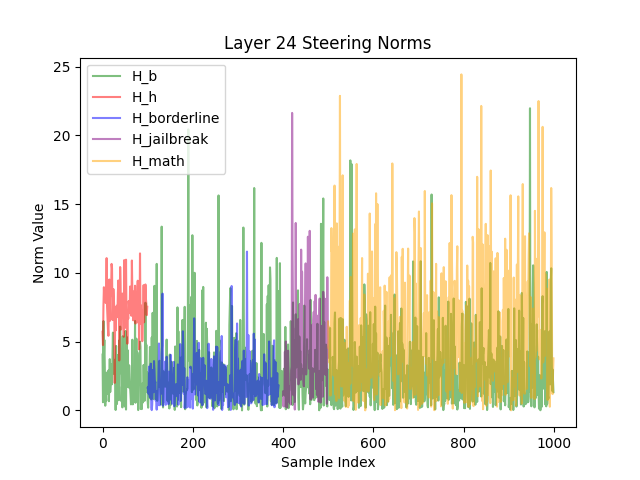 Layer 24 Steering Norms
25
20
15
10
5
0
Norm Value
H_b
H_h
H_borderline
H_jailbreak
H_math
0
200
400
600
800
1000
Sample Index